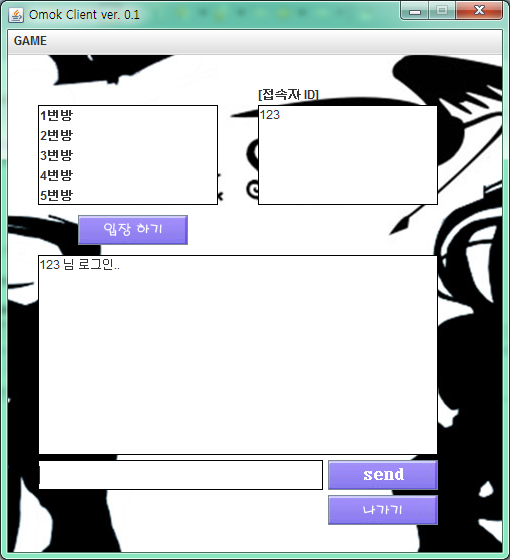 Omok Client ver. 0.1
GAME
[접속자 ID]
1번방
2번방
3번방
4번방
5번방
123
입장 하기
123 님 로그인..
send
나가기